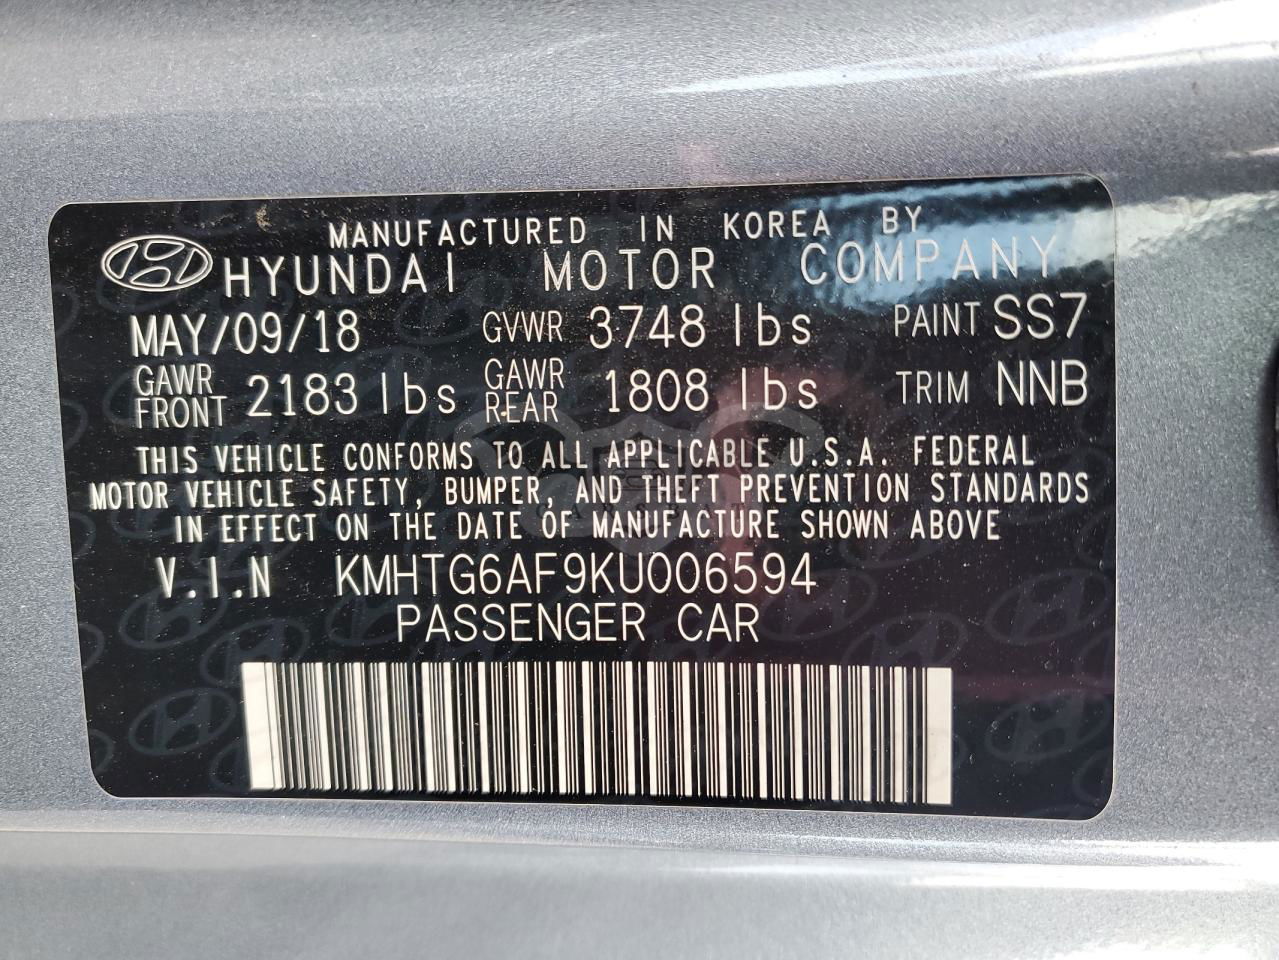 MANUFACTURED IN KOREA BY
HYUNDAI MOTOR COMPANY
MAY/09/18 GVWR 3748 lbs PAINT SS7
GAWR FRONT 2183 lbs GAWR REAR 1808 lbs TRIM NNB
THIS VEHICLE CONFORMS TO ALL APPLICABLE U.S.A. FEDERAL
MOTOR VEHICLE SAFETY, BUMPER, AND THEFT PREVENTION STANDARDS
IN EFFECT ON THE DATE OF MANUFACTURE SHOWN ABOVE
V.I.N KMHTG6AF9KU006594
PASSENGER CAR